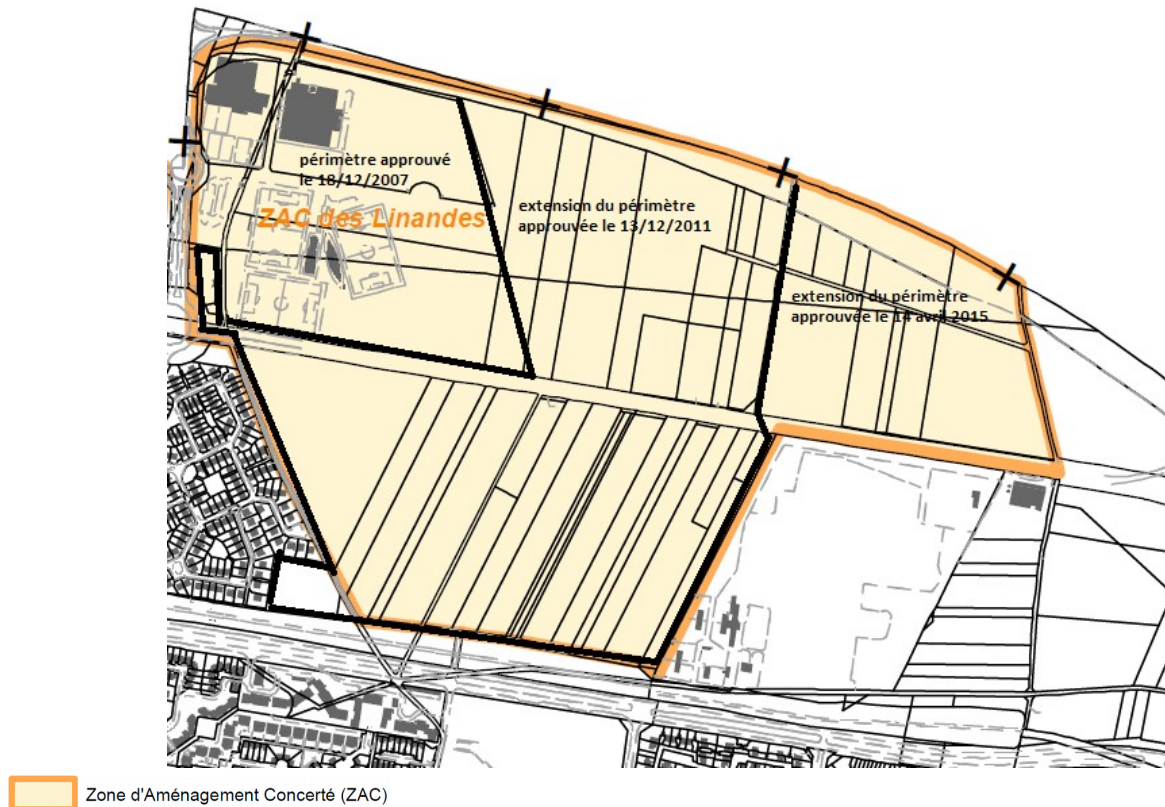 périmètre approuvé
le 18/12/2007
ZAC des Linandes
extension du périmètre
approuvée le 13/12/2011
extension du périmètre
approuvée le 14 avril 2015
Zone d'Aménagement Concerté (ZAC)